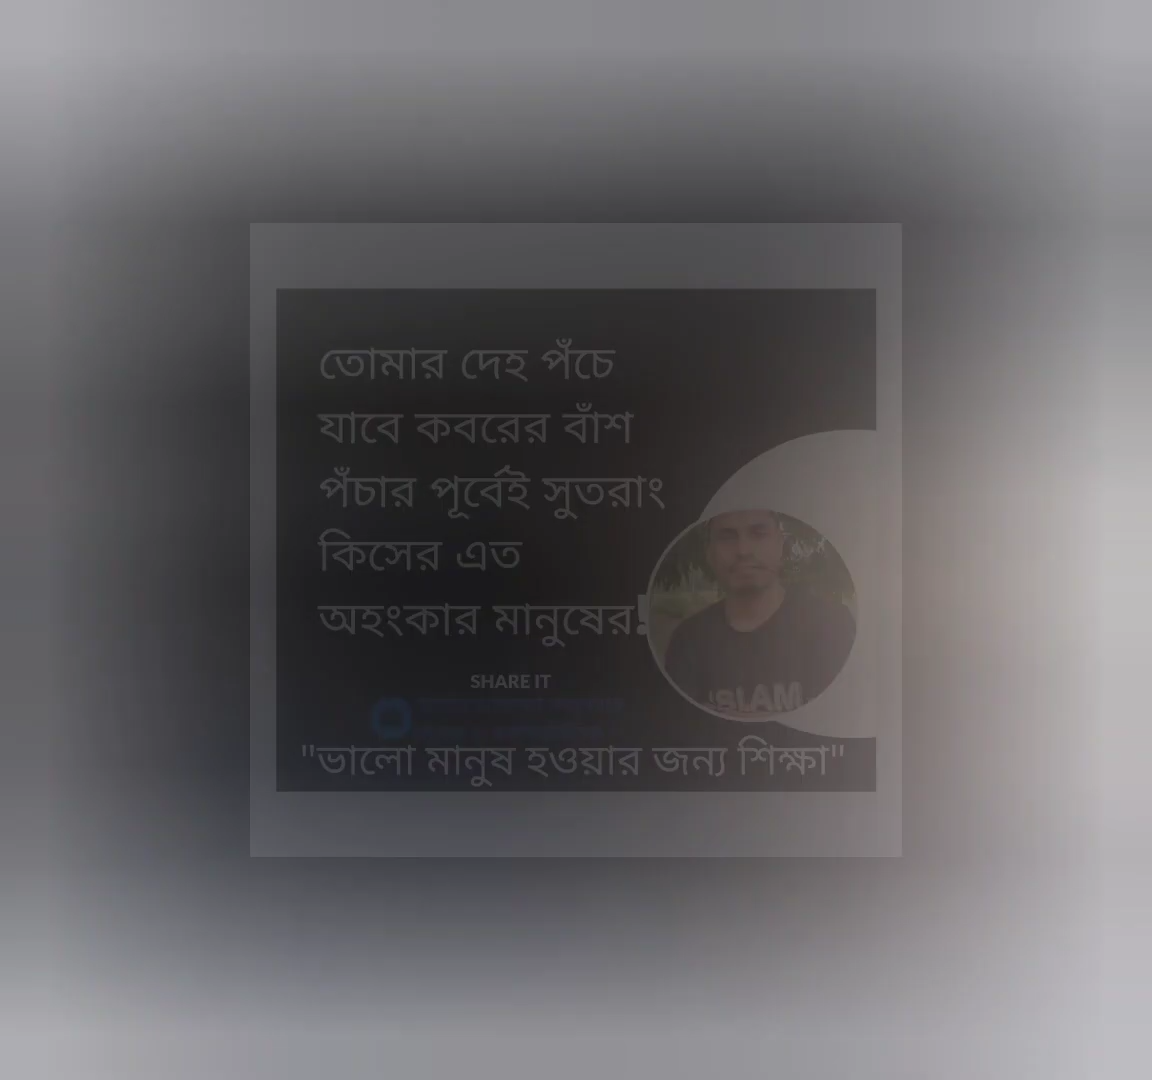 তোমার দেহ পঁচে
যাবে কবরের বাঁশ
পঁচার পূর্বেই সুতরাং
কিসের এত
অহংকার মানুষের!
SHARE IT
"ভালো মানুষ হওয়ার জন্য শিক্ষা"